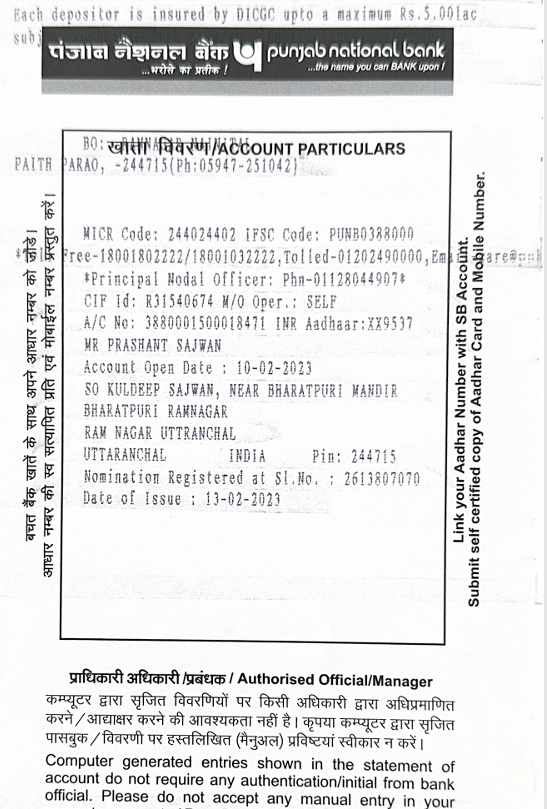 Each depositor is insured by DICGC upto a maximum Rs.5.00lac
subj
पंजाब नैशनल बैंक punjab national bank
...भरोसे का प्रतीक ! ...the name you can BANK upon !
BO: RAMNAGAR NAINITAL
खाता विवरण/ACCOUNT PARTICULARS
PAITH PARAO, -244715(Ph:05947-251042)
MICR Code: 244024402 IFSC Code: PUNB0388000
Free-18001802222/18001032222,Tolled-01202490000,Email
*Principal Nodal Officer: Phn-01128044907*
CIF Id: R31540674 M/O Oper.: SELF
A/C No: 3880001500018471 INR Aadhaar:XX9537
MR PRASHANT SAJWAN
Account Open Date : 10-02-2023
SO KULDEEP SAJWAN, NEAR BHARATPURI MANDIR
BHARATPURI RAMNAGAR
RAM NAGAR UTTRANCHAL
UTTARANCHAL INDIA Pin: 244715
Nomination Registered at Sl.No. : 2613807070
Date of Issue : 13-02-2023
बचत बैंक खाते के साथ अपने आधार नम्बर को जोडे।
आधार नम्बर की स्व सत्यापित प्रति एवं मोबाईल नम्बर प्रस्तुत करें।
Link your Aadhar Number with SB Account.
Submit self certified copy of Aadhar Card and Mobile Number.
प्राधिकारी अधिकारी/प्रबंधक / Authorised Official/Manager
कम्प्यूटर द्वारा सृजित विवरणियों पर किसी अधिकारी द्वारा अधिप्रमाणित
करने/आद्याक्षर करने की आवश्यकता नहीं है। कृपया कम्प्यूटर द्वारा सृजित
पासबुक/विवरणी पर हस्तलिखित (मैनुअल) प्रविष्टयां स्वीकार न करें।
Computer generated entries shown in the statement of
account do not require any authentication/initial from bank
official. Please do not accept any manual entry in your